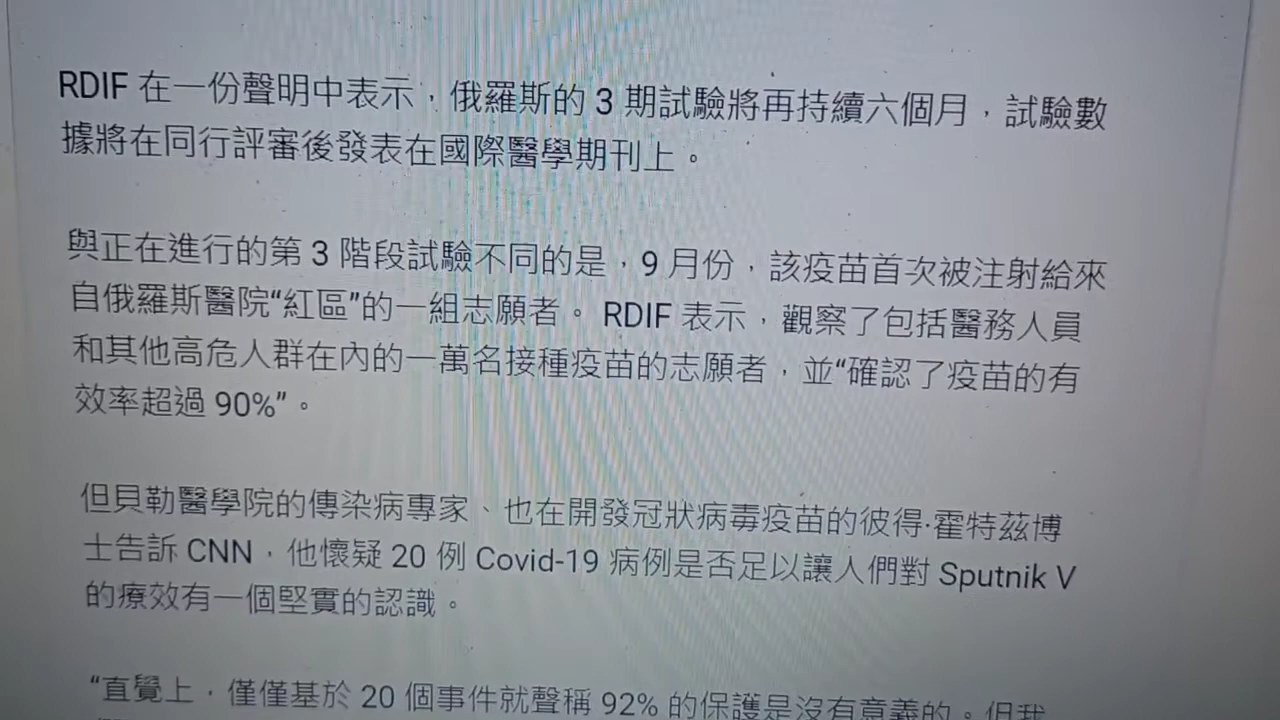 RDIF 在一份聲明中表示，俄羅斯的 3 期試驗將再持續六個月，試驗數
據將在同行評審後發表在國際醫學期刊上。
與正在進行的第 3 階段試驗不同的是，9 月份，該疫苗首次被注射給來
自俄羅斯醫院“紅區”的一組志願者。 RDIF 表示，觀察了包括醫務人員
和其他高危人群在內的一萬名接種疫苗的志願者，並“確認了疫苗的有
效率超過 90%”。
但貝勒醫學院的傳染病專家、也在開發冠狀病毒疫苗的彼得·霍特茲博
士告訴 CNN，他懷疑 20 例 Covid-19 病例是否足以讓人們對 Sputnik V
的療效有一個堅實的認識。
“直覺上，僅僅基於 20 個事件就聲稱 92% 的保護是沒有意義的。但我